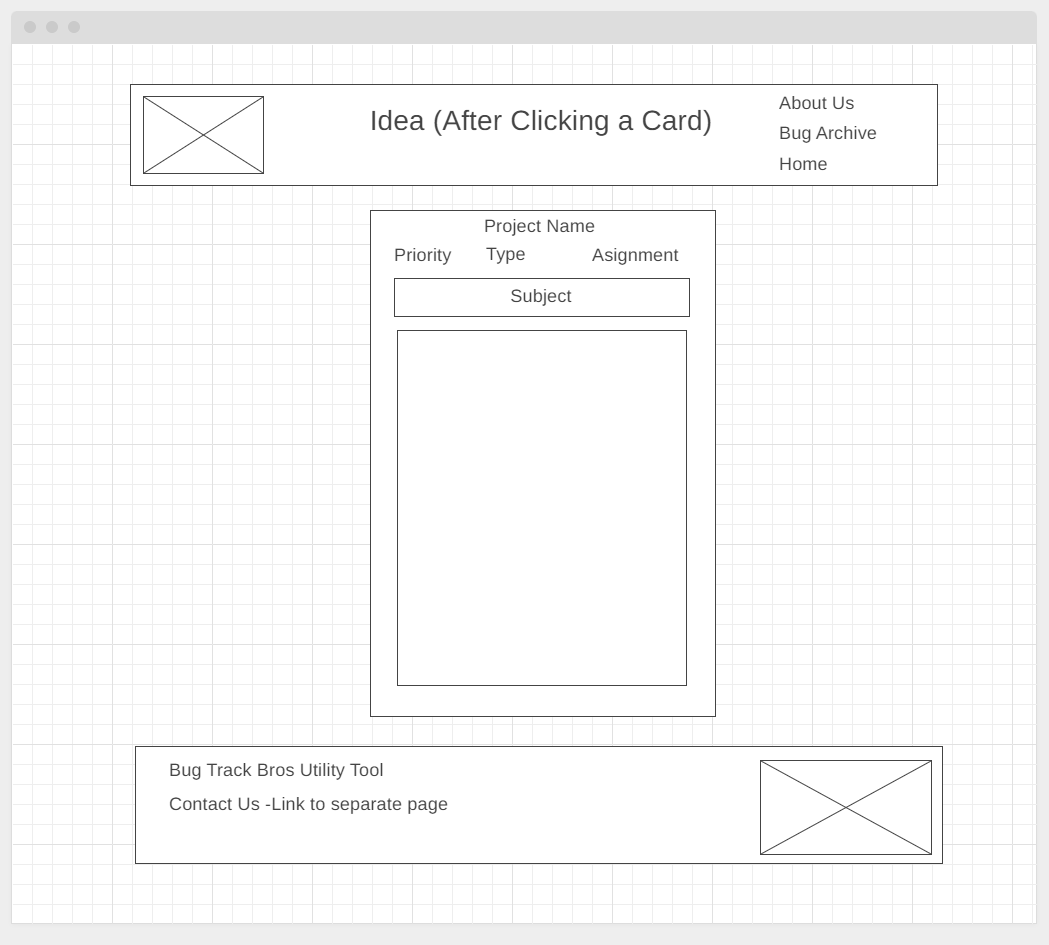 Idea (After Clicking a Card)
About Us
Bug Archive
Home
Project Name
Priority Type Asignment
Subject
Bug Track Bros Utility Tool
Contact Us -Link to separate page